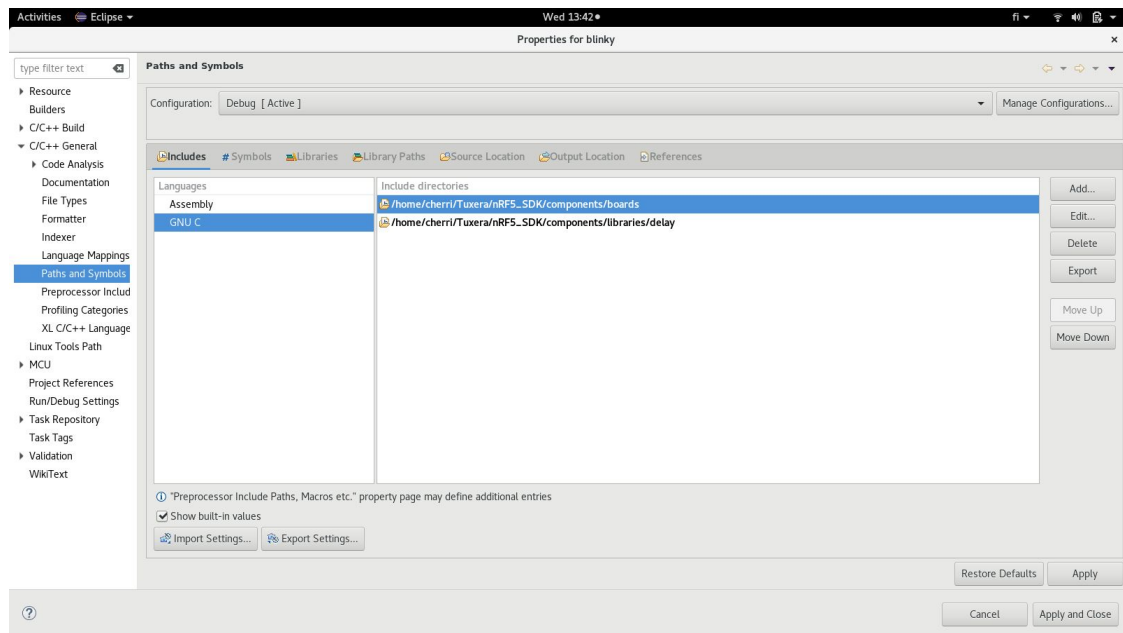 Activities Eclipse Wed 13:42 fi
Properties for blinky ×
type filter text
Resource
Builders
C/C++ Build
C/C++ General
Code Analysis
Documentation
File Types
Formatter
Indexer
Language Mappings
Paths and Symbols
Preprocessor Includ
Profiling Categories
XL C/C++ Language
Linux Tools Path
MCU
Project References
Run/Debug Settings
Task Repository
Task Tags
Validation
WikiText
Paths and Symbols
Configuration: Debug [ Active ] Manage Configurations...
Includes # Symbols Libraries Library Paths Source Location Output Location References
Languages
Assembly
GNU C
Include directories
/home/cherri/Tuxera/nRF5_SDK/components/boards
/home/cherri/Tuxera/nRF5_SDK/components/libraries/delay
Add...
Edit...
Delete
Export
Move Up
Move Down
"Preprocessor Include Paths, Macros etc." property page may define additional entries
Show built-in values
Import Settings... Export Settings...
Restore Defaults Apply
? Cancel Apply and Close